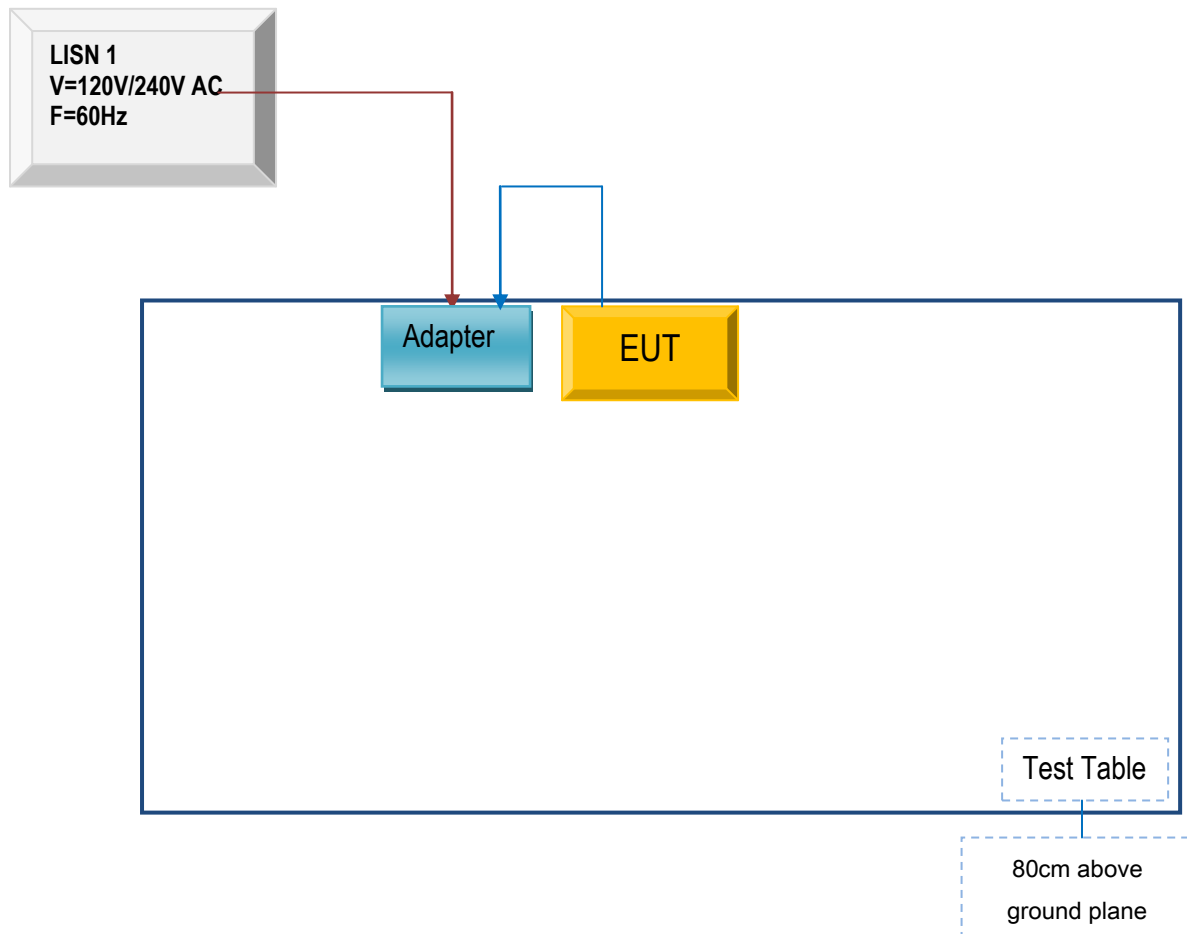 LISN 1
V=120V/240V AC
F=60Hz
Adapter
EUT
Test Table
80cm above
ground plane